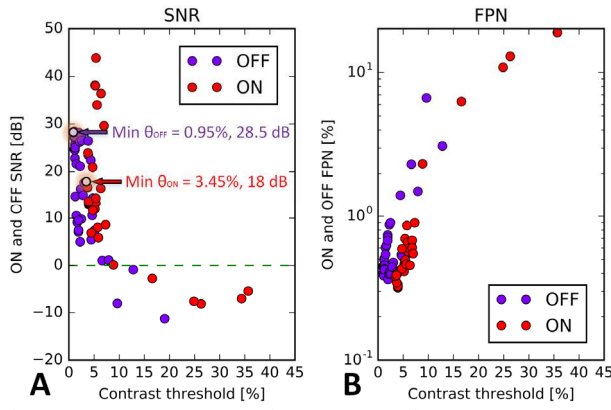 SNR
50
40
30
20
10
0
−10
−20
ON and OFF SNR [dB]
OFF
ON
Min θOFF = 0.95%, 28.5 dB
Min θON = 3.45%, 18 dB
0 5 10 15 20 25 30 35 40 45
Contrast threshold [%]
A
FPN
10¹
10⁰
10⁻¹
ON and OFF FPN [%]
OFF
ON
0 5 10 15 20 25 30 35 40 45
Contrast threshold [%]
B